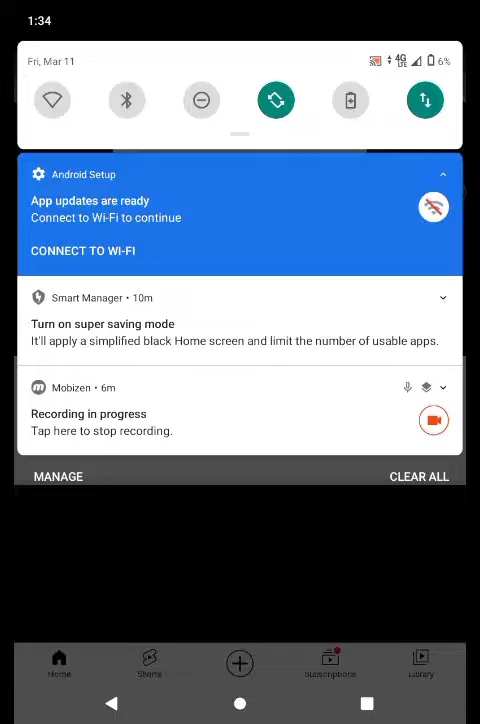 1:34
Fri, Mar 11
4G
LTE
6%
Android Setup
App updates are ready
Connect to Wi-Fi to continue
CONNECT TO WI-FI
Smart Manager • 10m
Turn on super saving mode
It'll apply a simplified black Home screen and limit the number of usable apps.
Mobizen • 6m
Recording in progress
Tap here to stop recording.
MANAGE
CLEAR ALL
Home
Shorts
Subscriptions
Library